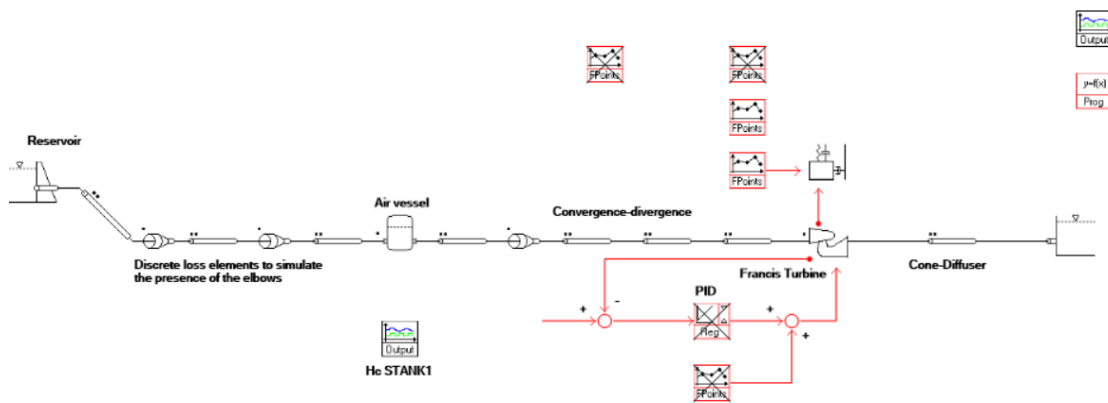 Output
FPoints
FPoints
y=f(x)
Prog
FPoints
Reservoir
FPoints
Air vessel
Convergence-divergence
Discrete loss elements to simulate
the presence of the elbows
Francis Turbine
Cone-Diffuser
PID
+
-
+
+
Reg
Output
Hc STANK1
FPoints